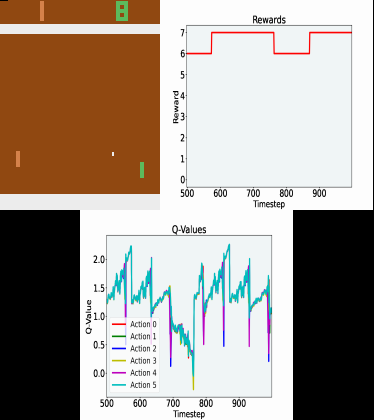 1 8
Rewards
7
6
5
4
3
2
1
0
Reward
500 600 700 800 900
Timestep
Q-Values
2.0
1.5
1.0
0.5
0.0
Q-Value
Action 0
Action 1
Action 2
Action 3
Action 4
Action 5
500 600 700 800 900
Timestep